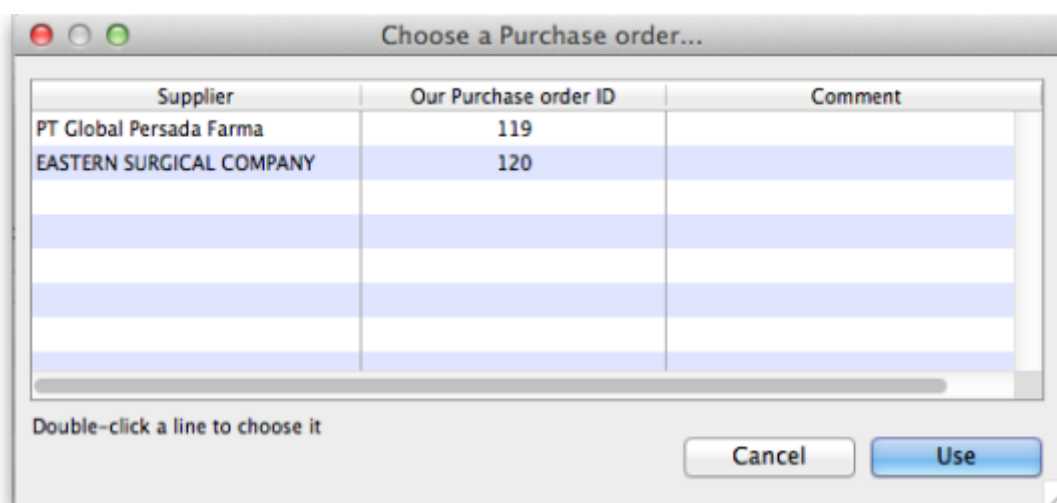 Choose a Purchase order...
Supplier Our Purchase order ID Comment
PT Global Persada Farma 119
EASTERN SURGICAL COMPANY 120
Double-click a line to choose it
Cancel Use